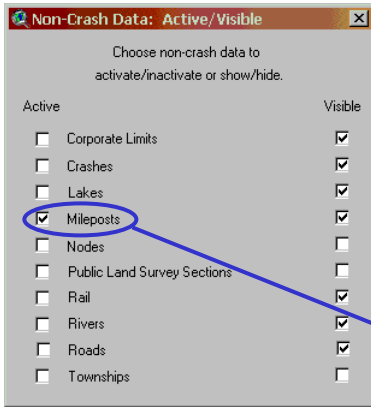 Non-Crash Data: Active/Visible
Choose non-crash data to
activate/inactivate or show/hide.
Active Visible
Corporate Limits
Crashes
Lakes
Mileposts
Nodes
Public Land Survey Sections
Rail
Rivers
Roads
Townships